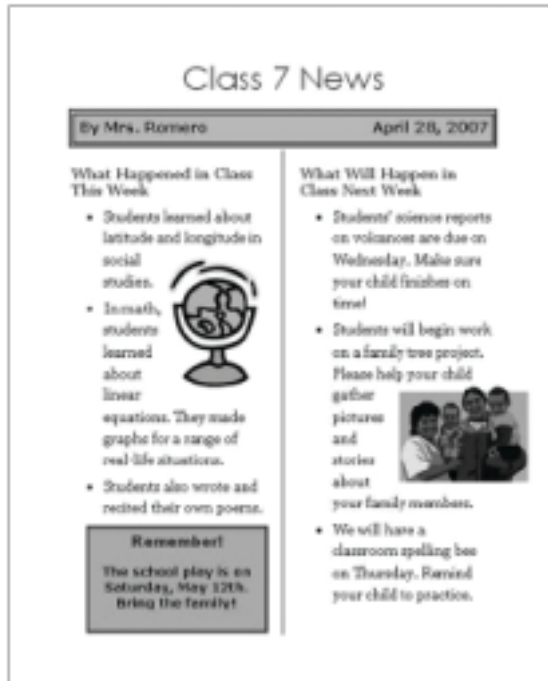 Class 7 News
By Mrs. Romero
April 28, 2007
What Happened in Class
This Week
• Students learned about
latitude and longitude in
social
studies.
• In math,
students
learned
about
linear
equations. They made
graphs for a range of
real-life situations.
• Students also wrote and
recited their own poems.
Remember!
The school play is on
Saturday, May 12th.
Bring the family!
What Will Happen in
Class Next Week
• Students' science reports
on volcanoes are due on
Wednesday. Make sure
your child finishes on
time!
• Students will begin work
on a family tree project.
Please help your child
gather
pictures
and
stories
about
your family members.
• We will have a
classroom spelling bee
on Thursday. Remind
your child to practice.